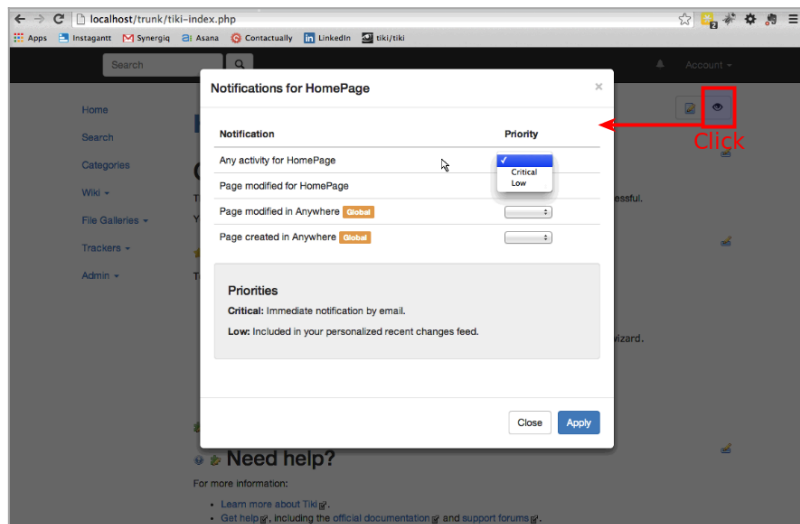 localhost/trunk/tiki-index.php
Apps Instagantt Synergiq Asana Contactually LinkedIn tiki/tiki
Search Account
Notifications for HomePage ×
Home
Search
Categories
Wiki
File Galleries
Trackers
Admin
Click
Notification Priority
Any activity for HomePage
Critical
Low
Page modified for HomePage
Page modified in Anywhere Global
Page created in Anywhere Global
essful.
Priorities
Critical: Immediate notification by email.
Low: Included in your personalized recent changes feed.
vizard.
Close Apply
Need help?
For more information:
Learn more about Tiki.
Get help, including the official documentation and support forums.